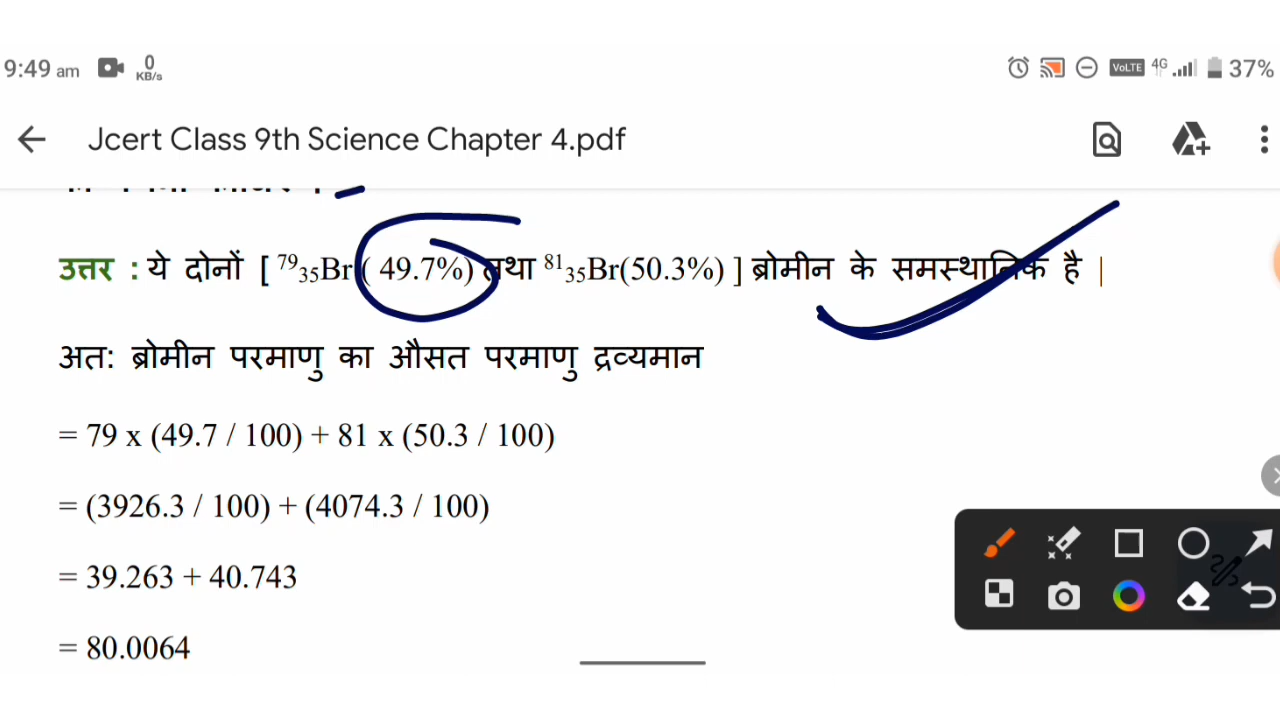 9:49 am 0 KB/s VoLTE 4G 37%
Jcert Class 9th Science Chapter 4.pdf
उत्तर : ये दोनों [ ⁷⁹₃₅Br ( 49.7%) तथा ⁸¹₃₅Br(50.3%) ] ब्रोमीन के समस्थानिक है |
अत: ब्रोमीन परमाणु का औसत परमाणु द्रव्यमान
= 79 x (49.7 / 100) + 81 x (50.3 / 100)
= (3926.3 / 100) + (4074.3 / 100)
= 39.263 + 40.743
= 80.0064